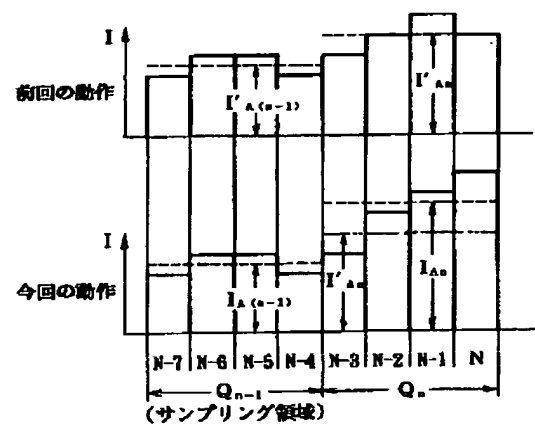 I
前回の動作
I'A(n-1)
I'An
I
今回の動作
IA(n-1)
I'An
IAn
N-7 N-6 N-5 N-4 N-3 N-2 N-1 N
Qn-1 Qn
(サンプリング領域)